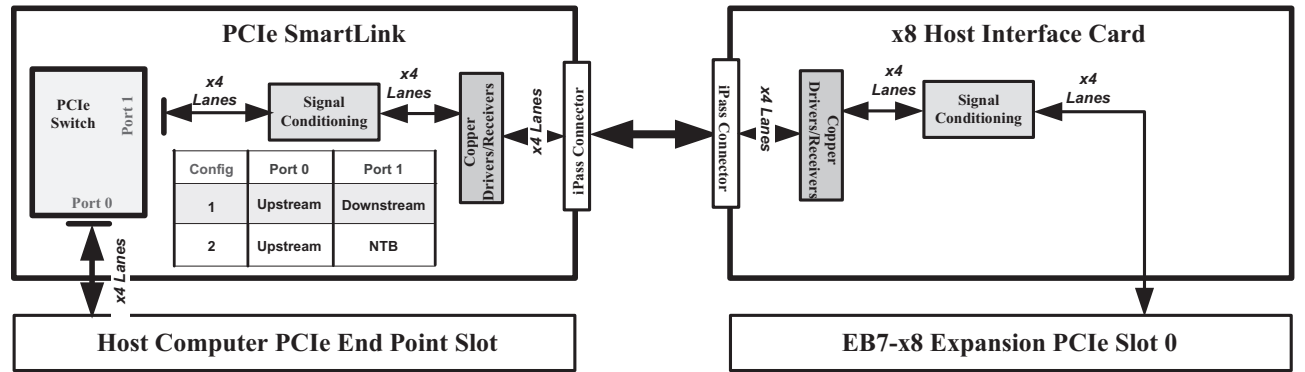 PCIe SmartLink
x8 Host Interface Card
PCIe
Switch
Port 1
Port 0
x4
Lanes
Signal
Conditioning
x4
Lanes
Copper
Drivers/Receivers
x4 Lanes
iPass Connector
iPass Connector
x4 Lanes
Copper
Drivers/Receivers
x4
Lanes
Signal
Conditioning
x4
Lanes
Config Port 0 Port 1
1 Upstream Downstream
2 Upstream NTB
x4 Lanes
Host Computer PCIe End Point Slot
EB7-x8 Expansion PCIe Slot 0